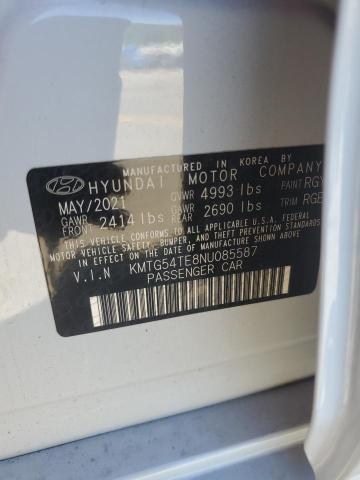 MANUFACTURED IN KOREA BY
HYUNDAI MOTOR COMPANY
MAY/2021 GVWR 4993 lbs PAINT RGY
GAWR FRONT 2414 lbs GAWR REAR 2690 lbs TRIM RGE
THIS VEHICLE CONFORMS TO ALL APPLICABLE U.S.A. FEDERAL
MOTOR VEHICLE SAFETY, BUMPER, AND THEFT PREVENTION
STANDARDS IN EFFECT ON THE DATE OF MANUFACTURE SHOWN ABOVE.
V.I.N KMTG54TE8NU085587
PASSENGER CAR